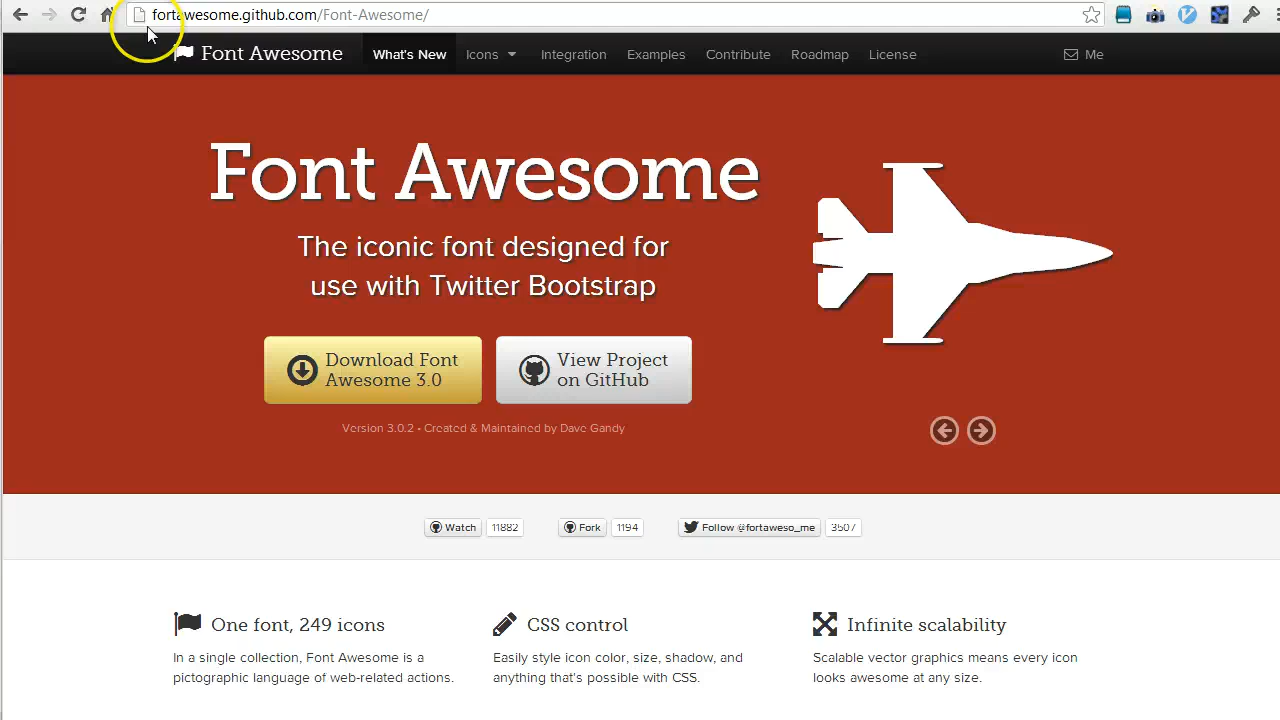 fortawesome.github.com/Font-Awesome/
Font Awesome What's New Icons Integration Examples Contribute Roadmap License Me
Font Awesome
The iconic font designed for
use with Twitter Bootstrap
Download Font
Awesome 3.0
View Project
on GitHub
Version 3.0.2 • Created & Maintained by Dave Gandy
Watch 11882 Fork 1194 Follow @fortaweso_me 3507
One font, 249 icons
In a single collection, Font Awesome is a
pictographic language of web-related actions.
CSS control
Easily style icon color, size, shadow, and
anything that's possible with CSS.
Infinite scalability
Scalable vector graphics means every icon
looks awesome at any size.